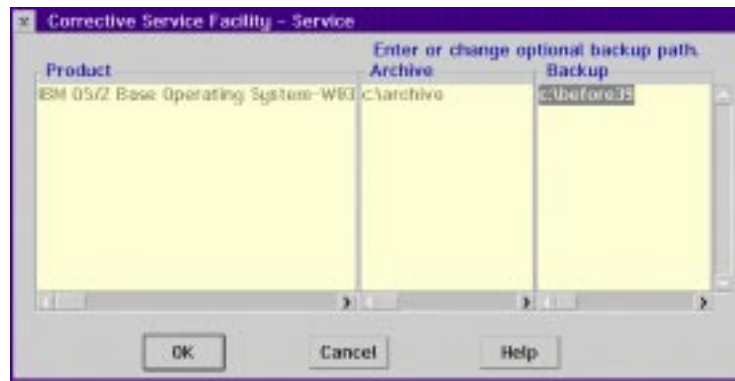 Corrective Service Facility - Service
Enter or change optional backup path.
Product Archive Backup
IBM OS/2 Base Operating System-W83 c:\archive c:\before35
OK Cancel Help